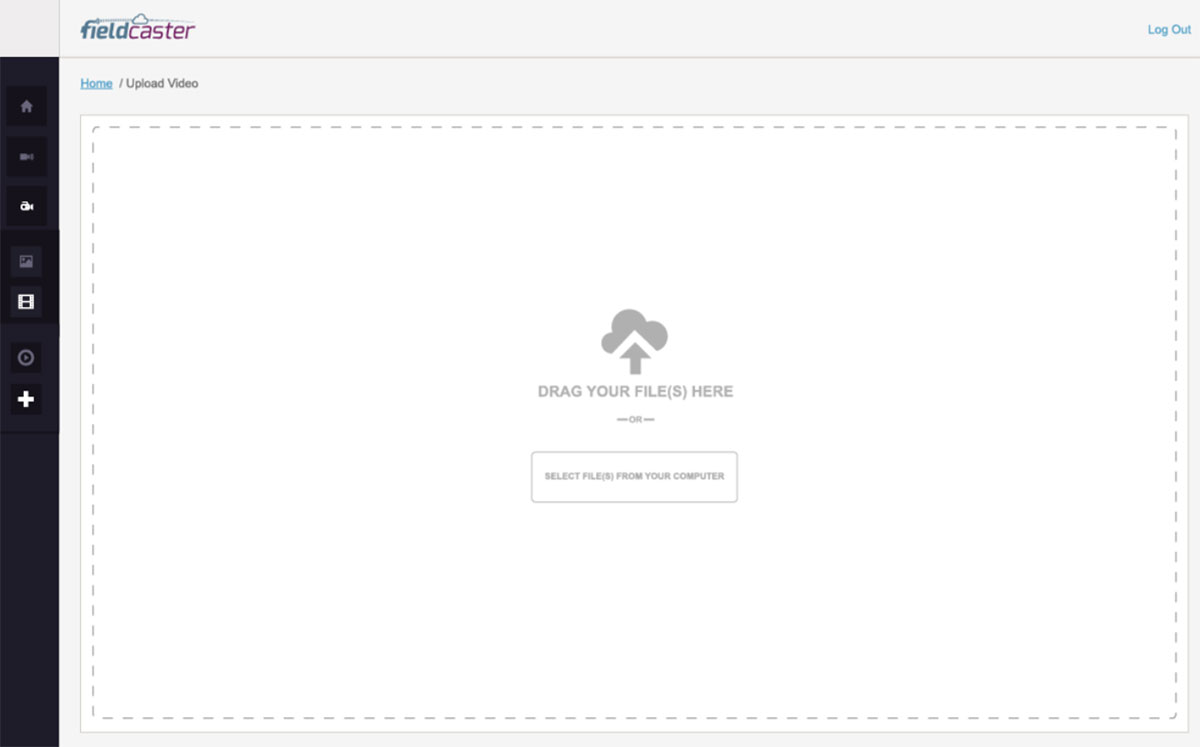 fieldcaster
Log Out
Home / Upload Video
DRAG YOUR FILE(S) HERE
OR
SELECT FILE(S) FROM YOUR COMPUTER